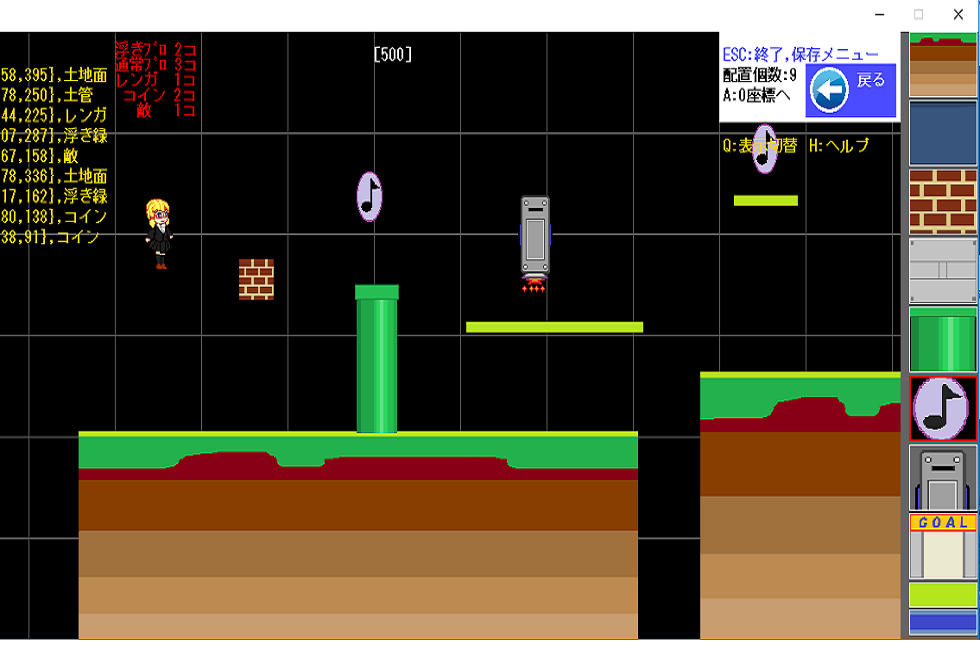 浮きブロ 2コ
通常ブロ 3コ
レンガ 1コ
コイン 2コ
敵 1コ
58,395},土地面
78,250},土管
44,225},レンガ
07,287},浮き緑
67,158},敵
78,336},土地面
17,162},浮き緑
80,138},コイン
38,91},コイン
[500]
ESC:終了,保存メニュー
配置個数:9
A:0座標へ
戻る
Q:表示切替 H:ヘルプ
GOAL